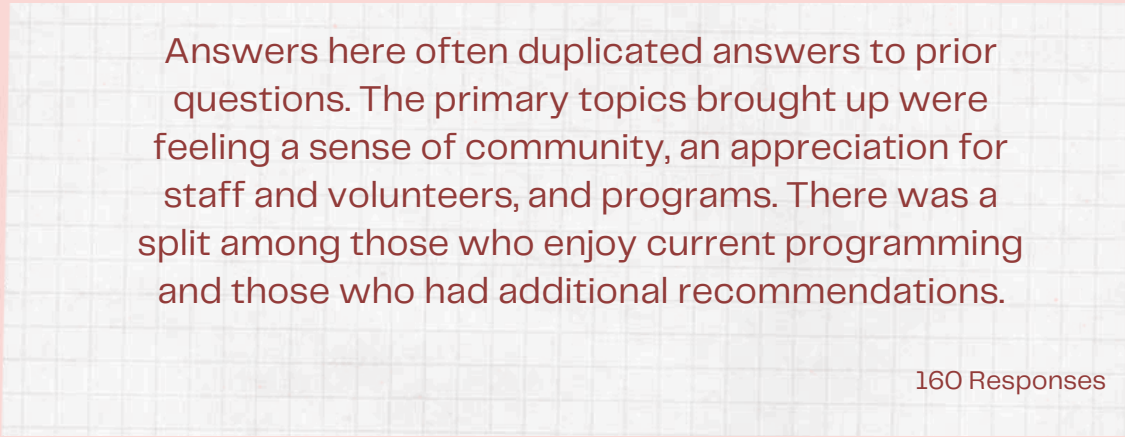 Answers here often duplicated answers to prior
questions. The primary topics brought up were
feeling a sense of community, an appreciation for
staff and volunteers, and programs. There was a
split among those who enjoy current programming
and those who had additional recommendations.
160 Responses